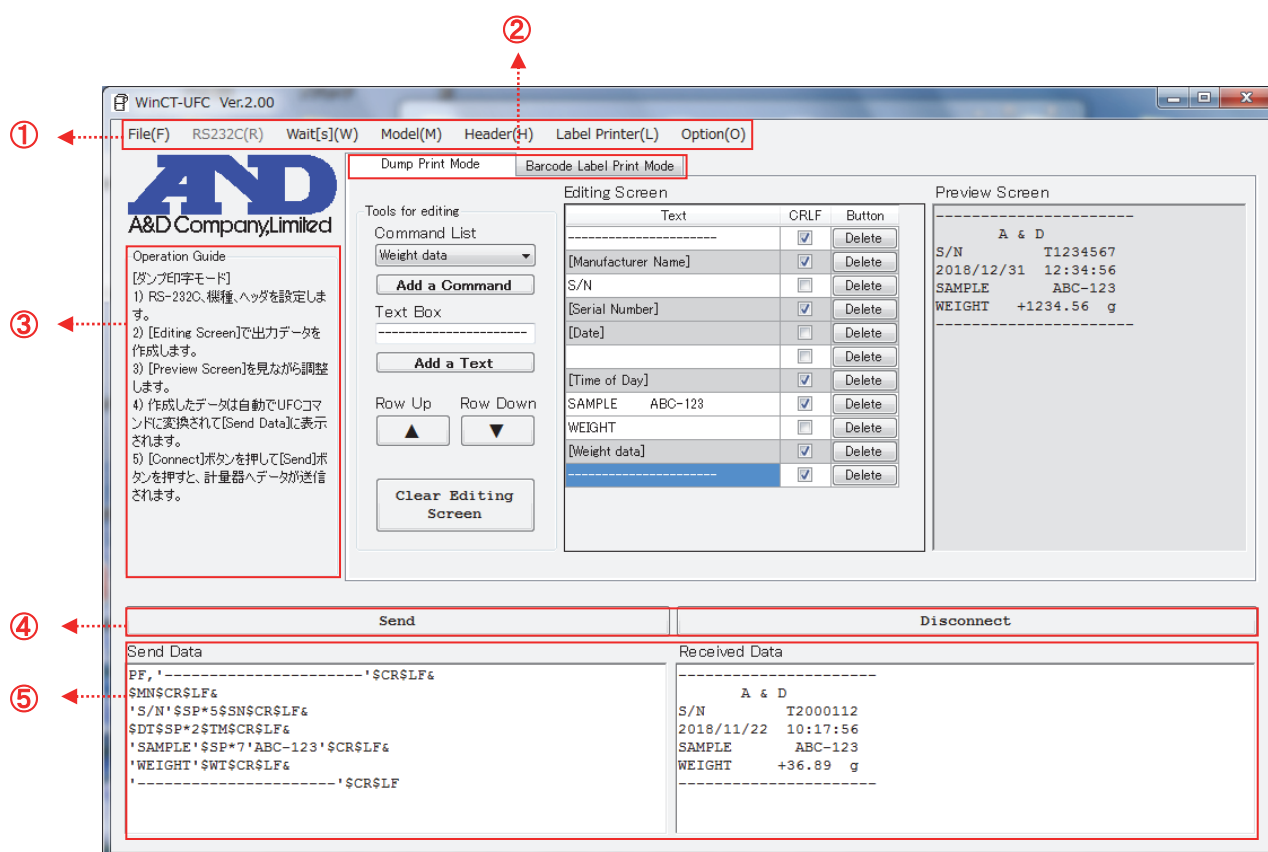 ②
WinCT-UFC Ver.2.00
①
File(F) RS232C(R) Wait[s](W) Model(M) Header(H) Label Printer(L) Option(O)
A&D
A&D Company,Limited
Dump Print Mode Barcode Label Print Mode
③
Operation Guide
[ダンプ印字モード]
1) RS-232C、機種、ヘッダを設定しま
す。
2) [Editing Screen]で出力データを
作成します。
3) [Preview Screen]を見ながら調整
します。
4) 作成したデータは自動でUFCコマ
ンドに変換されて[Send Data]に表示
されます。
5) [Connect]ボタンを押して[Send]ボ
タンを押すと、計量器へデータが送信
されます。
Tools for editing
Command List
Weight data
Add a Command
Text Box
----------------------
Add a Text
Row Up Row Down
▲ ▼
Clear Editing
Screen
Editing Screen
Text CRLF Button
---------------------- Delete
[Manufacturer Name] Delete
S/N Delete
[Serial Number] Delete
[Date] Delete
Delete
[Time of Day] Delete
SAMPLE ABC-123 Delete
WEIGHT Delete
[Weight data] Delete
---------------------- Delete
Preview Screen
----------------------
A & D
S/N T1234567
2018/12/31 12:34:56
SAMPLE ABC-123
WEIGHT +1234.56 g
----------------------
④
Send Disconnect
⑤
Send Data
PF,'----------------------'$CR$LF&
$MN$CR$LF&
'S/N'$SP*5$SN$CR$LF&
$DT$SP*2$TM$CR$LF&
'SAMPLE'$SP*7'ABC-123'$CR$LF&
'WEIGHT'$WT$CR$LF&
'----------------------'$CR$LF
Received Data
----------------------
A & D
S/N T2000112
2018/11/22 10:17:56
SAMPLE ABC-123
WEIGHT +36.89 g
----------------------